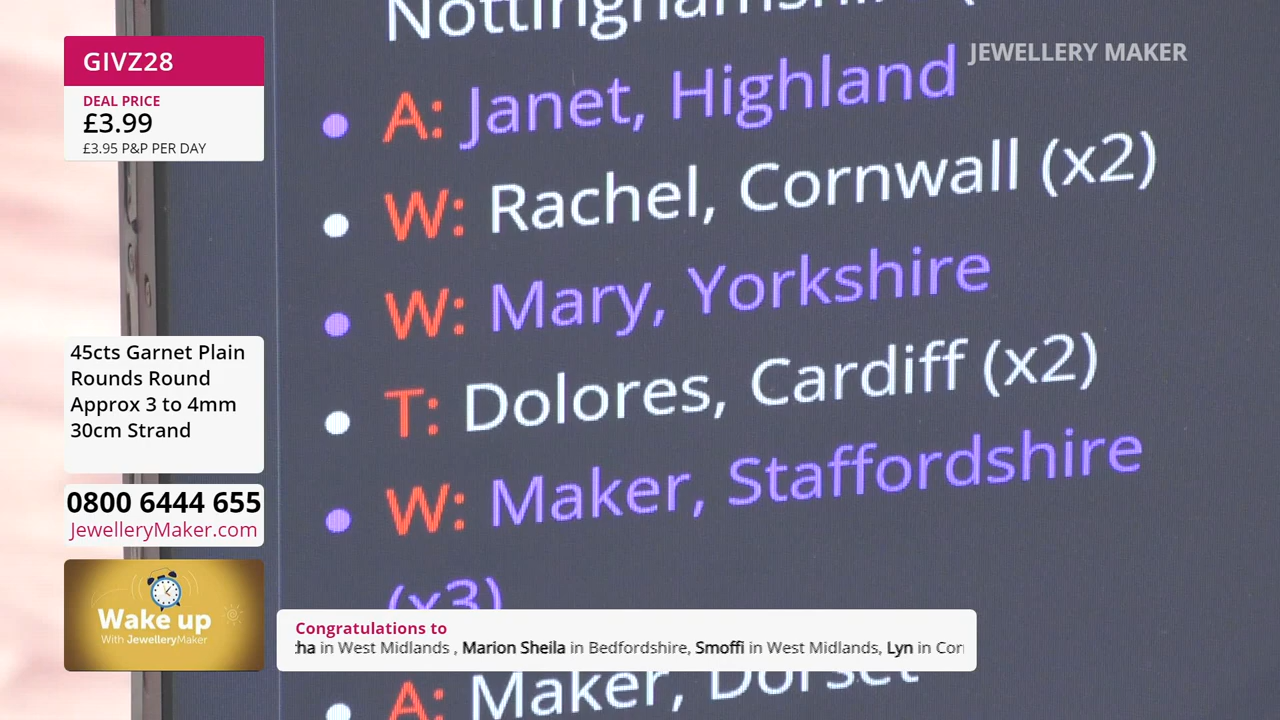 GIVZ28
DEAL PRICE
£3.99
£3.95 P&P PER DAY
JEWELLERY MAKER
Nottinghamshire
A: Janet, Highland
W: Rachel, Cornwall (x2)
W: Mary, Yorkshire
T: Dolores, Cardiff (x2)
W: Maker, Staffordshire
(x3)
A: Maker, Dorset
45cts Garnet Plain
Rounds Round
Approx 3 to 4mm
30cm Strand
0800 6444 655
JewelleryMaker.com
Wake up
With JewelleryMaker
Congratulations to
in West Midlands , Marion Sheila in Bedfordshire, Smoffi in West Midlands, Lyn in